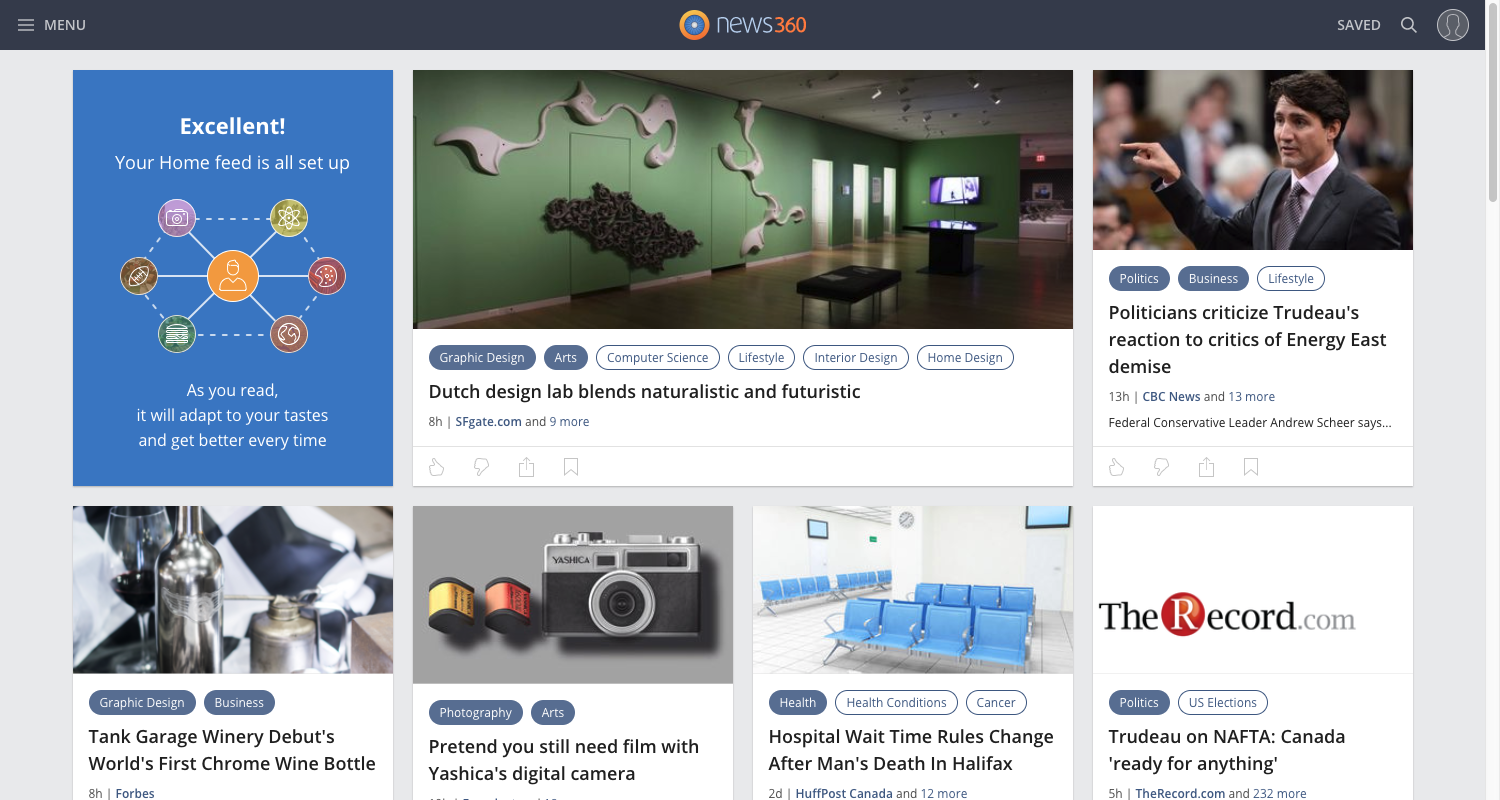 MENU
news360
SAVED
Excellent!
Your Home feed is all set up
As you read,
it will adapt to your tastes
and get better every time
Graphic Design Arts Computer Science Lifestyle Interior Design Home Design
Dutch design lab blends naturalistic and futuristic
8h | SFgate.com and 9 more
Politics Business Lifestyle
Politicians criticize Trudeau's
reaction to critics of Energy East
demise
13h | CBC News and 13 more
Federal Conservative Leader Andrew Scheer says...
Graphic Design Business
Tank Garage Winery Debut's
World's First Chrome Wine Bottle
8h | Forbes
YASHICA
Photography Arts
Pretend you still need film with
Yashica's digital camera
Health Health Conditions Cancer
Hospital Wait Time Rules Change
After Man's Death In Halifax
2d | HuffPost Canada and 12 more
TheRecord.com
Politics US Elections
Trudeau on NAFTA: Canada
'ready for anything'
5h | TheRecord.com and 232 more